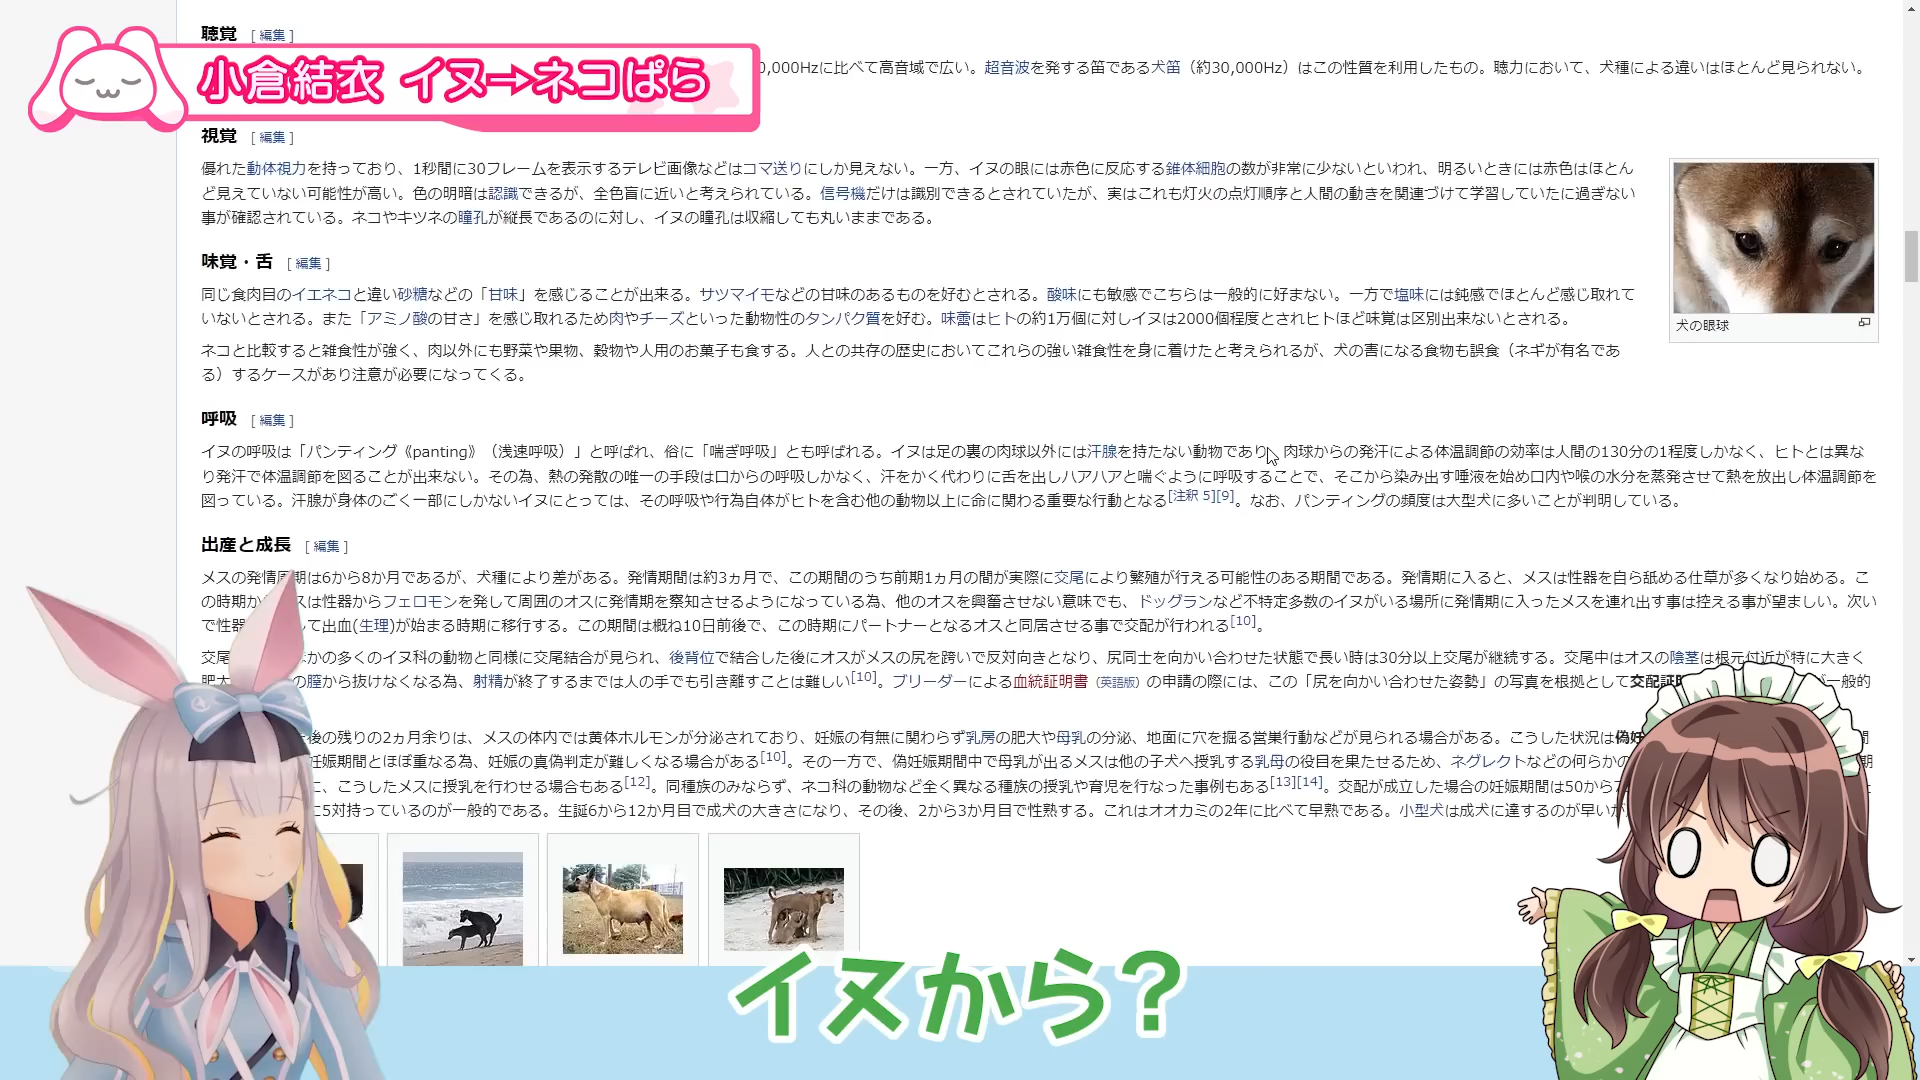 聴覚 [ 編集 ]
小倉結衣 イヌ→ネコぱら
0,000Hzに比べて高音域で広い。超音波を発する笛である犬笛（約30,000Hz）はこの性質を利用したもの。聴力において、犬種による違いはほとんど見られない。
視覚 [ 編集 ]
優れた動体視力を持っており、1秒間に30フレームを表示するテレビ画像などはコマ送りにしか見えない。一方、イヌの眼には赤色に反応する錐体細胞の数が非常に少ないといわれ、明るいときには赤色はほとん
ど見えていない可能性が高い。色の明暗は認識できるが、全色盲に近いと考えられている。信号機だけは識別できるとされていたが、実はこれも灯火の点灯順序と人間の動きを関連づけて学習していたに過ぎない
事が確認されている。ネコやキツネの瞳孔が縦長であるのに対し、イヌの瞳孔は収縮しても丸いままである。
犬の眼球
味覚・舌 [ 編集 ]
同じ食肉目のイエネコと違い砂糖などの「甘味」を感じることが出来る。サツマイモなどの甘味のあるものを好むとされる。酸味にも敏感でこちらは一般的に好まない。一方で塩味には鈍感でほとんど感じ取れて
いないとされる。また「アミノ酸の甘さ」を感じ取れるため肉やチーズといった動物性のタンパク質を好む。味蕾はヒトの約1万個に対しイヌは2000個程度とされヒトほど味覚は区別出来ないとされる。
ネコと比較すると雑食性が強く、肉以外にも野菜や果物、穀物や人用のお菓子も食する。人との共存の歴史においてこれらの強い雑食性を身に着けたと考えられるが、犬の害になる食物も誤食（ネギが有名であ
る）するケースがあり注意が必要になってくる。
呼吸 [ 編集 ]
イヌの呼吸は「パンティング《panting》（浅速呼吸）」と呼ばれ、俗に「喘ぎ呼吸」とも呼ばれる。イヌは足の裏の肉球以外には汗腺を持たない動物であり、肉球からの発汗による体温調節の効率は人間の130分の1程度しかなく、ヒトとは異な
り発汗で体温調節を図ることが出来ない。その為、熱の発散の唯一の手段は口からの呼吸しかなく、汗をかく代わりに舌を出しハアハアと喘ぐように呼吸することで、そこから染み出す唾液を始め口内や喉の水分を蒸発させて熱を放出し体温調節を
図っている。汗腺が身体のごく一部にしかないイヌにとっては、その呼吸や行為自体がヒトを含む他の動物以上に命に関わる重要な行動となる[注釈 5][9]。なお、パンティングの頻度は大型犬に多いことが判明している。
出産と成長 [ 編集 ]
メスの発情周期は6から8か月であるが、犬種により差がある。発情期間は約3ヵ月で、この期間のうち前期1ヵ月の間が実際に交尾により繁殖が行える可能性のある期間である。発情期に入ると、メスは性器を自ら舐める仕草が多くなり始める。こ
の時期か スは性器からフェロモンを発して周囲のオスに発情期を察知させるようになっている為、他のオスを興奮させない意味でも、ドッグランなど不特定多数のイヌがいる場所に発情期に入ったメスを連れ出す事は控える事が望ましい。次い
で性器 して出血(生理)が始まる時期に移行する。この期間は概ね10日前後で、この時期にパートナーとなるオスと同居させる事で交配が行われる[10]。
交尾 かの多くのイヌ科の動物と同様に交尾結合が見られ、後背位で結合した後にオスがメスの尻を跨いで反対向きとなり、尻同士を向かい合わせた状態で長い時は30分以上交尾が継続する。交尾中はオスの陰茎は根元付近が特に大きく
肥大 の膣から抜けなくなる為、射精が終了するまでは人の手でも引き離すことは難しい[10]。ブリーダーによる血統証明書（英語版）の申請の際には、この「尻を向かい合わせた姿勢」の写真を根拠として交配証明 が一般的
後の残りの2ヵ月余りは、メスの体内では黄体ホルモンが分泌されており、妊娠の有無に関わらず乳房の肥大や母乳の分泌、地面に穴を掘る営巣行動などが見られる場合がある。こうした状況は偽妊 間
妊娠期間とほぼ重なる為、妊娠の真偽判定が難しくなる場合がある[10]。その一方で、偽妊娠期間中で母乳が出るメスは他の子犬へ授乳する乳母の役目を果たせるため、ネグレクトなどの何らかの 期
に、こうしたメスに授乳を行わせる場合もある[12]。同種族のみならず、ネコ科の動物など全く異なる種族の授乳や育児を行なった事例もある[13][14]。交配が成立した場合の妊娠期間は50から7
に5対持っているのが一般的である。生誕6から12か月目で成犬の大きさになり、その後、2から3か月目で性熟する。これはオオカミの2年に比べて早熟である。小型犬は成犬に達するのが早いが
イヌから？